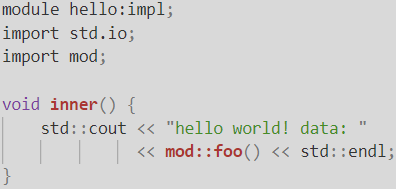 module hello:impl;
import std.io;
import mod;
void inner() {
    std::cout << "hello world! data: "
              << mod::foo() << std::endl;
}